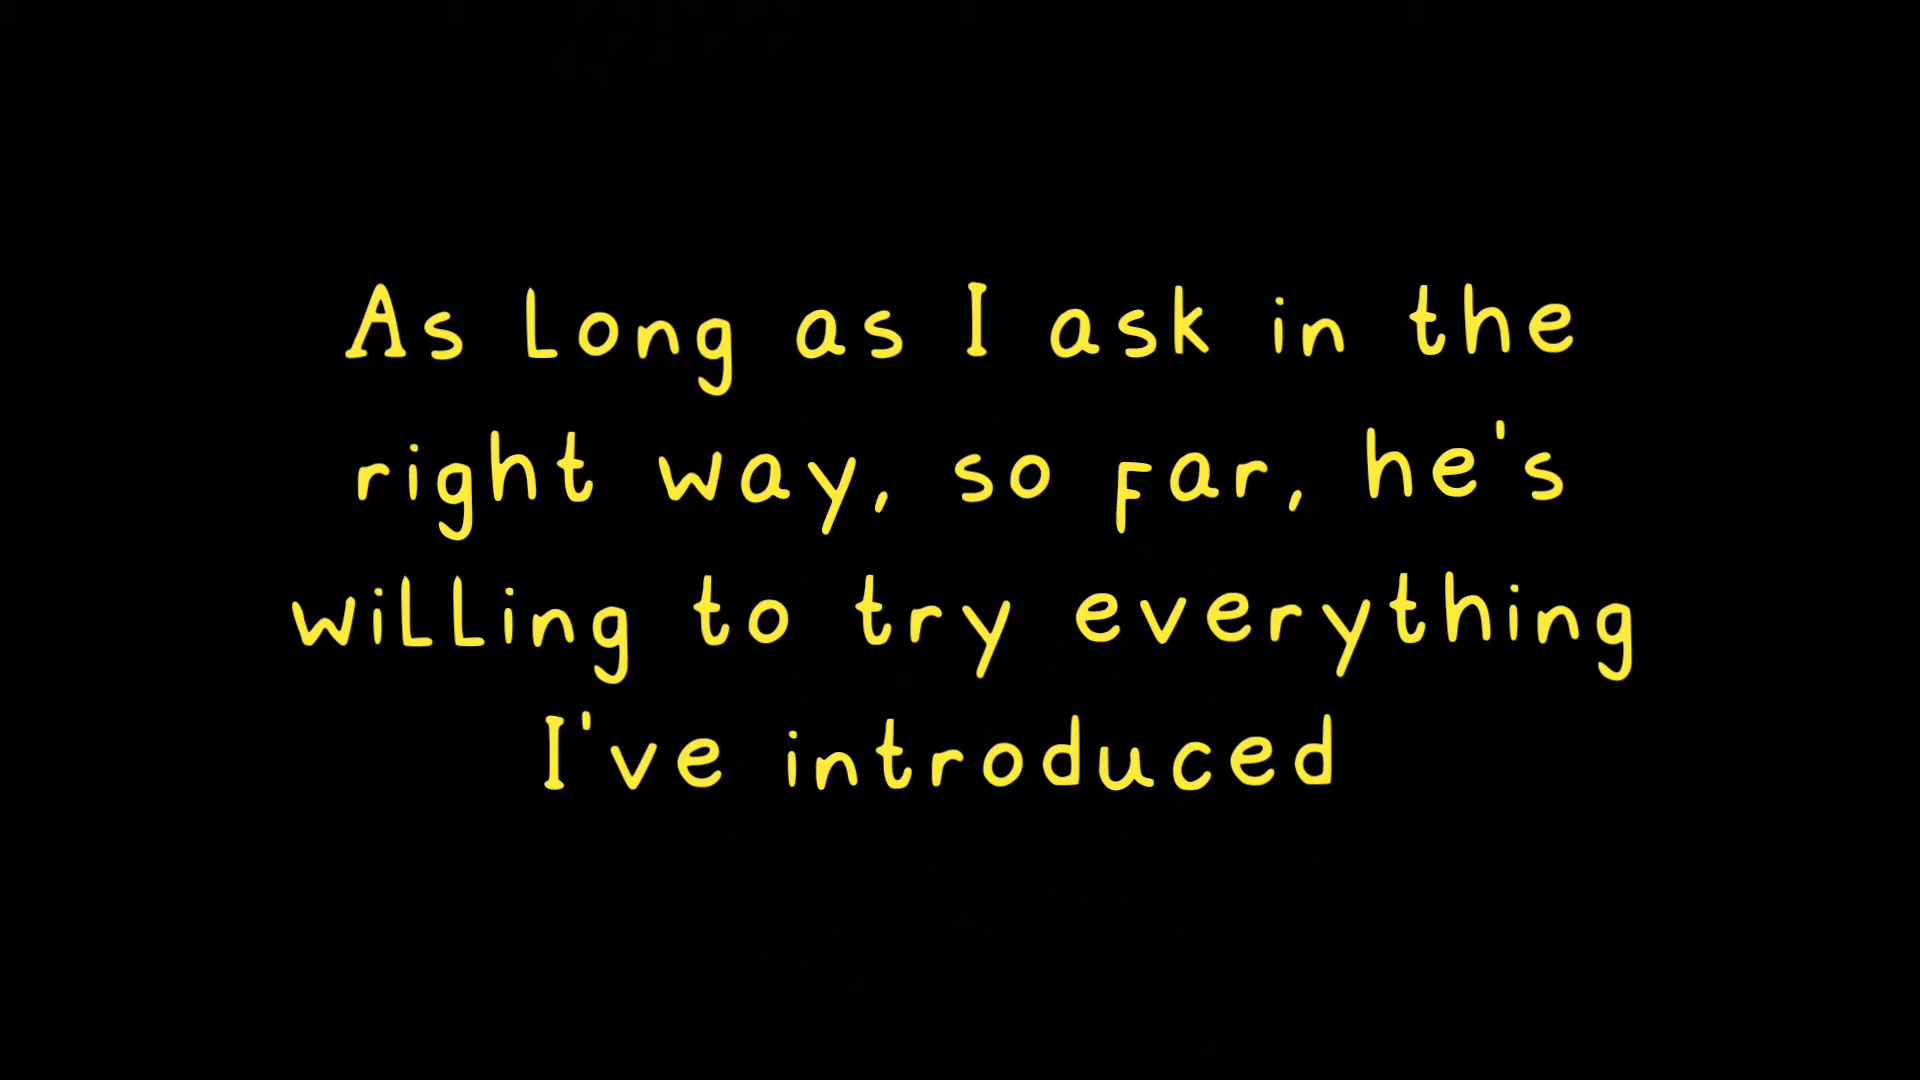 As long as I ask in the
right way, so far, he's
willing to try everything
I've introduced